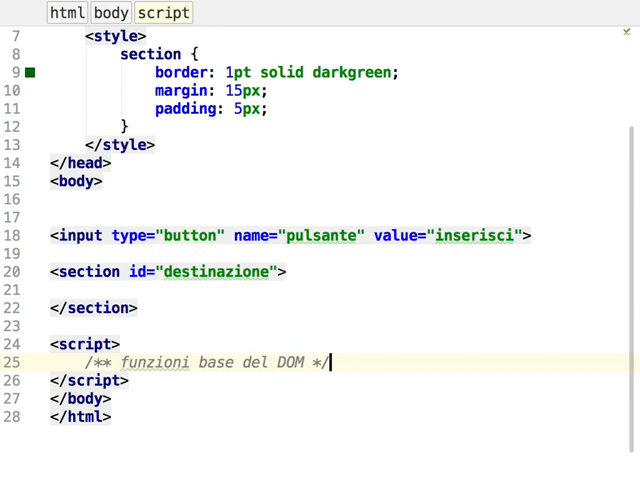 html body script
7 <style>
8 section {
9 border: 1pt solid darkgreen;
10 margin: 15px;
11 padding: 5px;
12 }
13 </style>
14 </head>
15 <body>
16
17
18 <input type="button" name="pulsante" value="inserisci">
19
20 <section id="destinazione">
21
22 </section>
23
24 <script>
25 /** funzioni base del DOM */
26 </script>
27 </body>
28 </html>